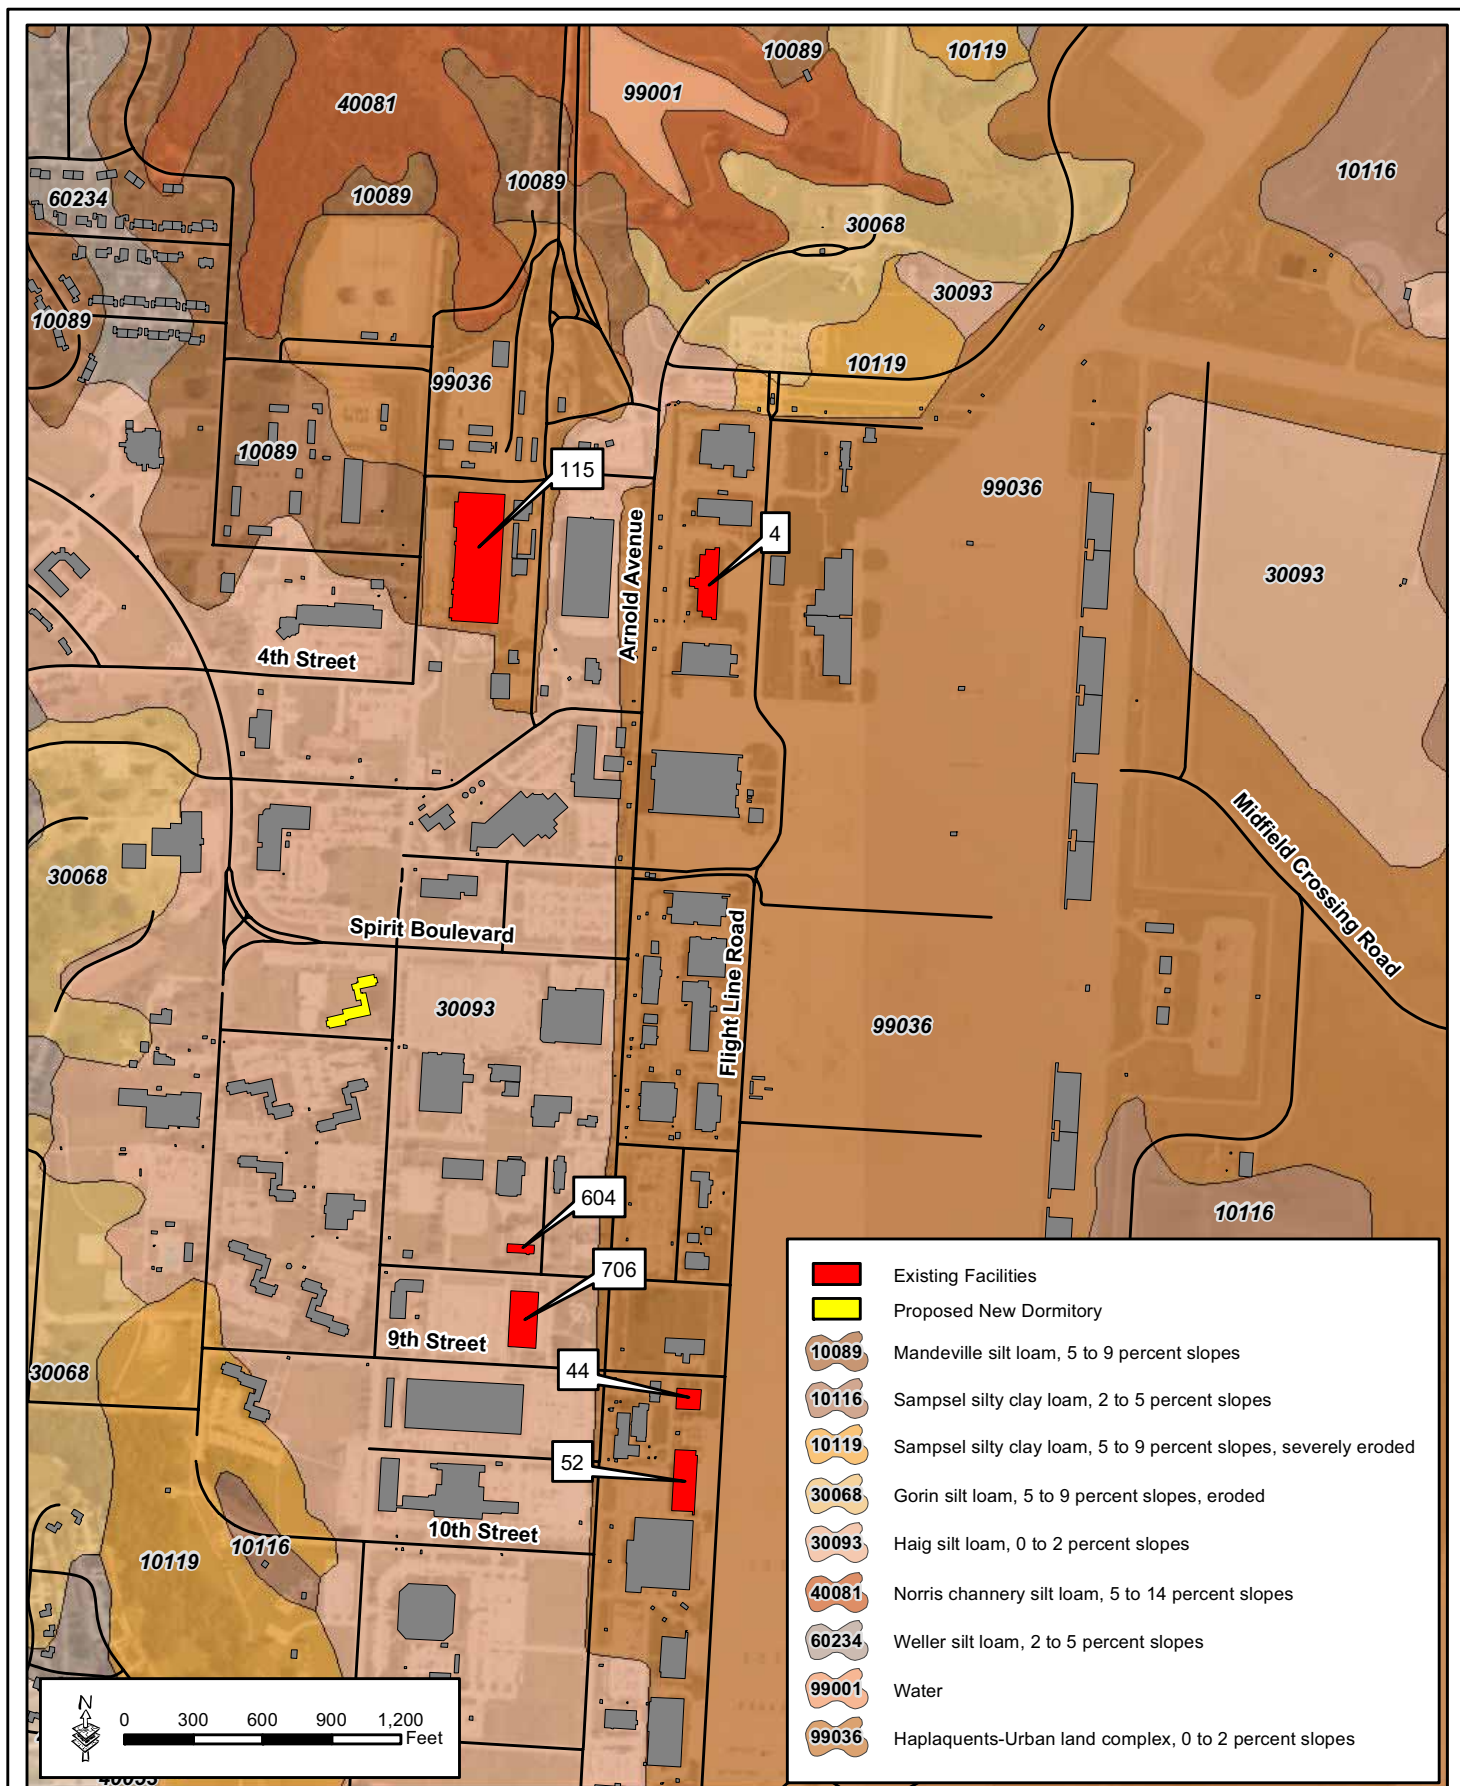 10089
10119
99001
40081
10116
10089
10089
60234
30068
30093
10089
10119
99036
10089
115
99036
4
30093
Arnold Avenue
4th Street
Midfield Crossing Road
30068
Spirit Boulevard
Flight Line Road
30093
99036
604
10116
706
9th Street
30068
44
52
10th Street
10116
10119
Existing Facilities
Proposed New Dormitory
10089 Mandeville silt loam, 5 to 9 percent slopes
10116 Sampsel silty clay loam, 2 to 5 percent slopes
10119 Sampsel silty clay loam, 5 to 9 percent slopes, severely eroded
30068 Gorin silt loam, 5 to 9 percent slopes, eroded
30093 Haig silt loam, 0 to 2 percent slopes
40081 Norris channery silt loam, 5 to 14 percent slopes
60234 Weller silt loam, 2 to 5 percent slopes
99001 Water
99036 Haplaquents-Urban land complex, 0 to 2 percent slopes
N
0 300 600 900 1,200
Feet